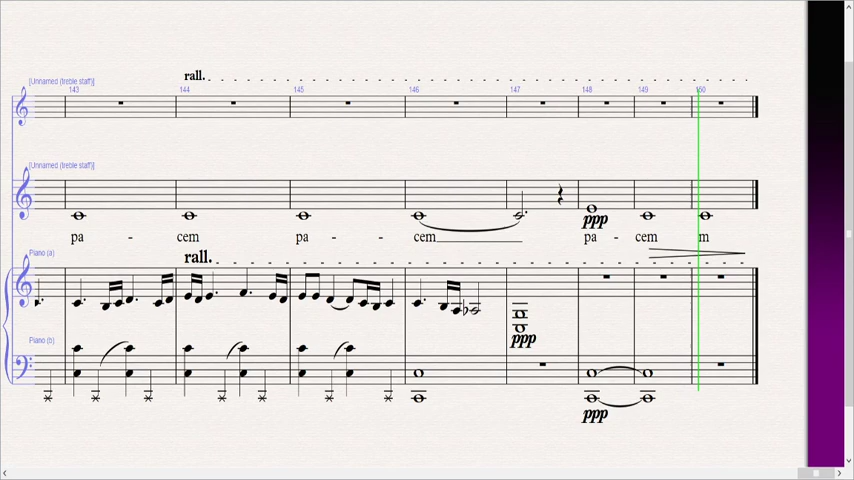 rall.
[Unnamed (treble staff)]
143 144 145 146 147 148 149 150
[Unnamed (treble staff)]
ppp
pa - cem pa - - cem pa - cem m
Piano (a)
rall.
ppp
Piano (b)
ppp